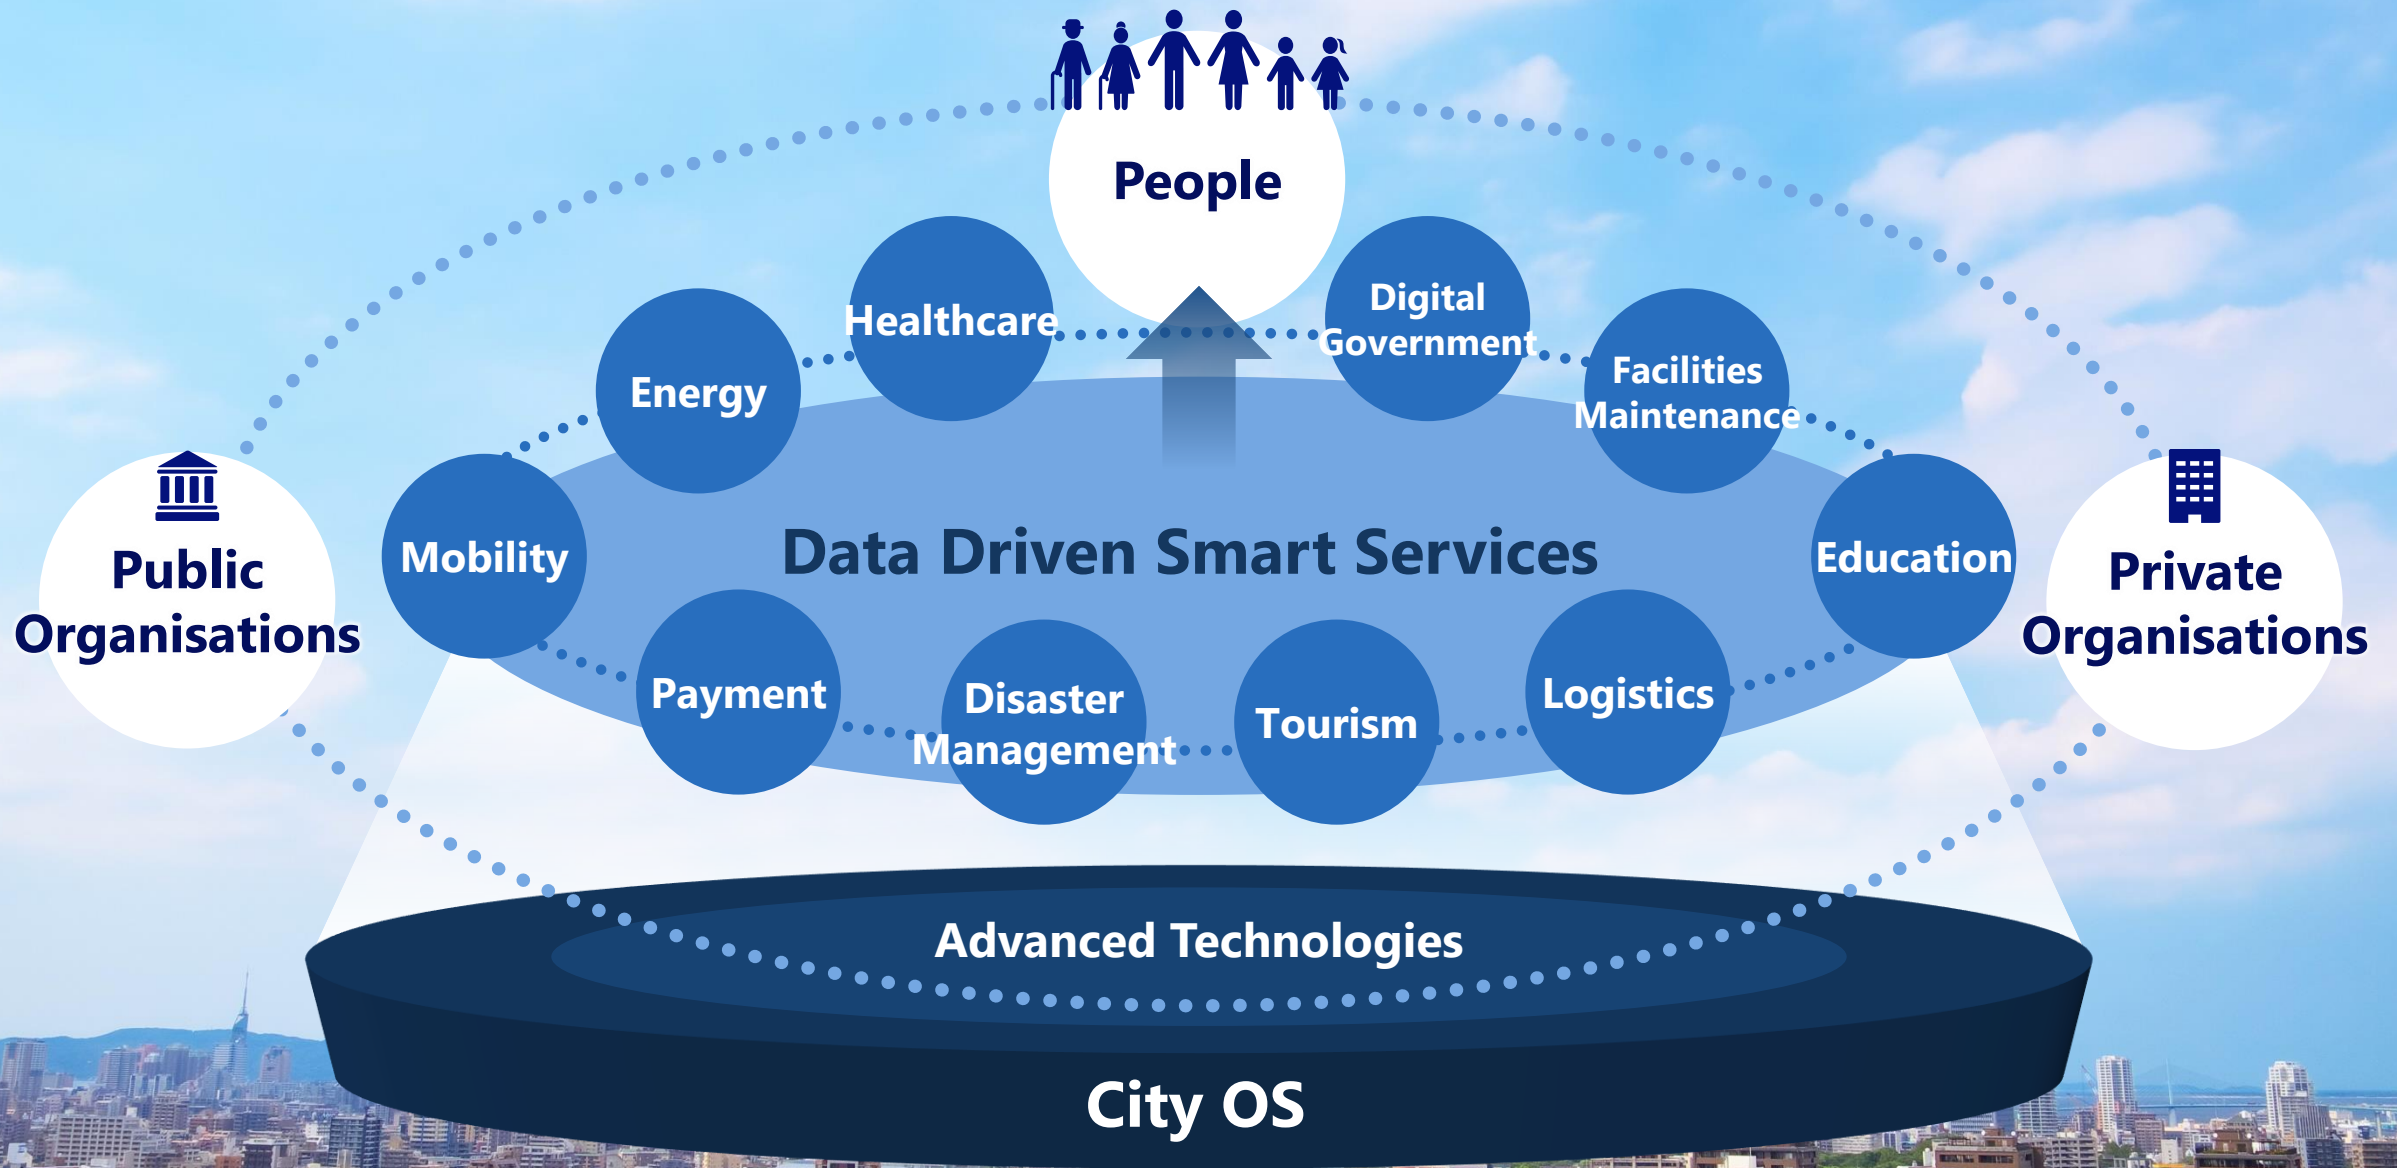 People
Healthcare
Digital
Government
Energy
Facilities
Maintenance
Public
Organisations
Mobility
Data Driven Smart Services
Education
Private
Organisations
Payment
Disaster
Management
Tourism
Logistics
Advanced Technologies
City OS